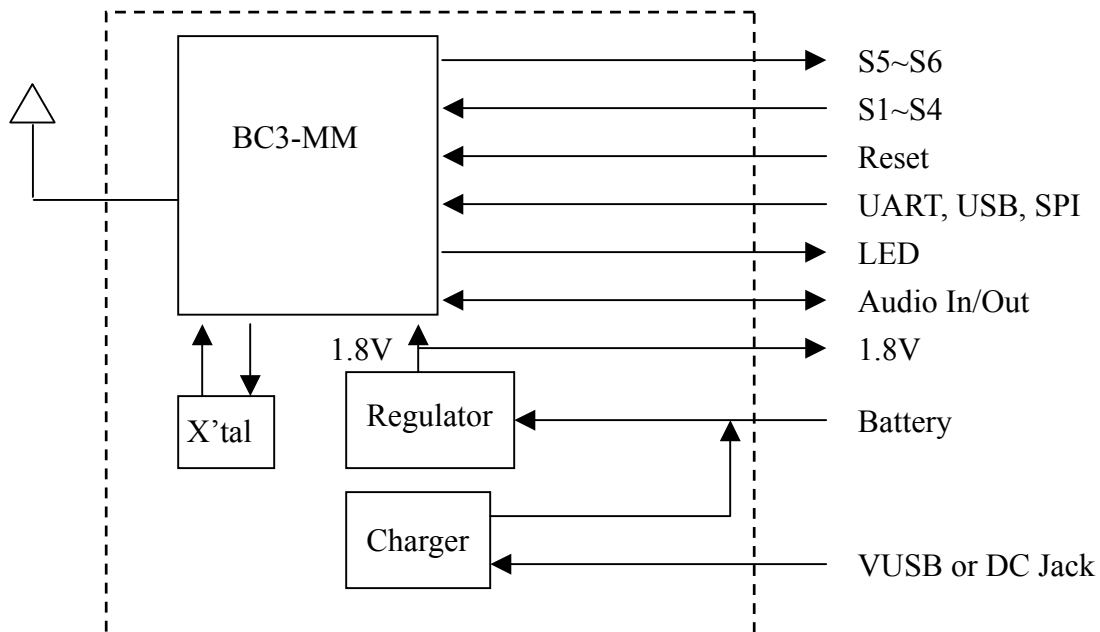 S5~S6
S1~S4
BC3-MM
Reset
UART, USB, SPI
LED
Audio In/Out
1.8V
1.8V
Regulator
X’tal
Battery
Charger
VUSB or DC Jack